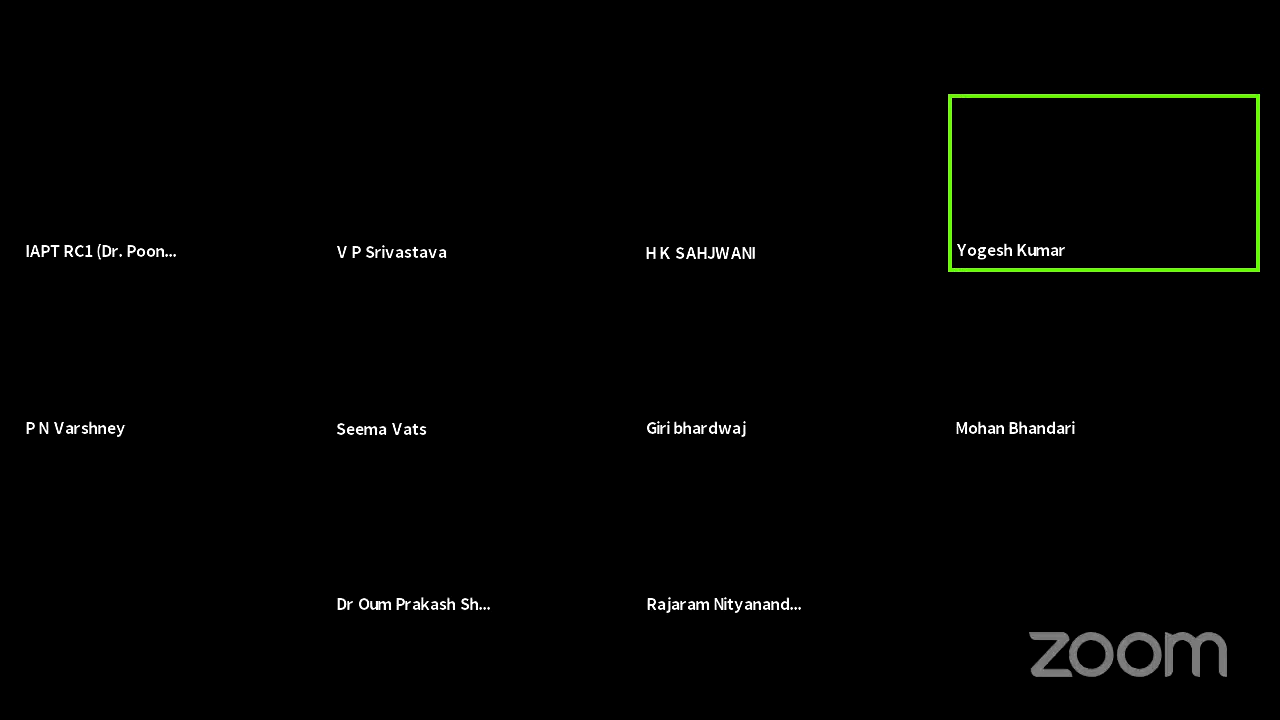 IAPT RC1 (Dr. Poon...
V P Srivastava
H K SAHJWANI
Yogesh Kumar
P N Varshney
Seema Vats
Giri bhardwaj
Mohan Bhandari
Dr Oum Prakash Sh...
Rajaram Nityanand...
zoom